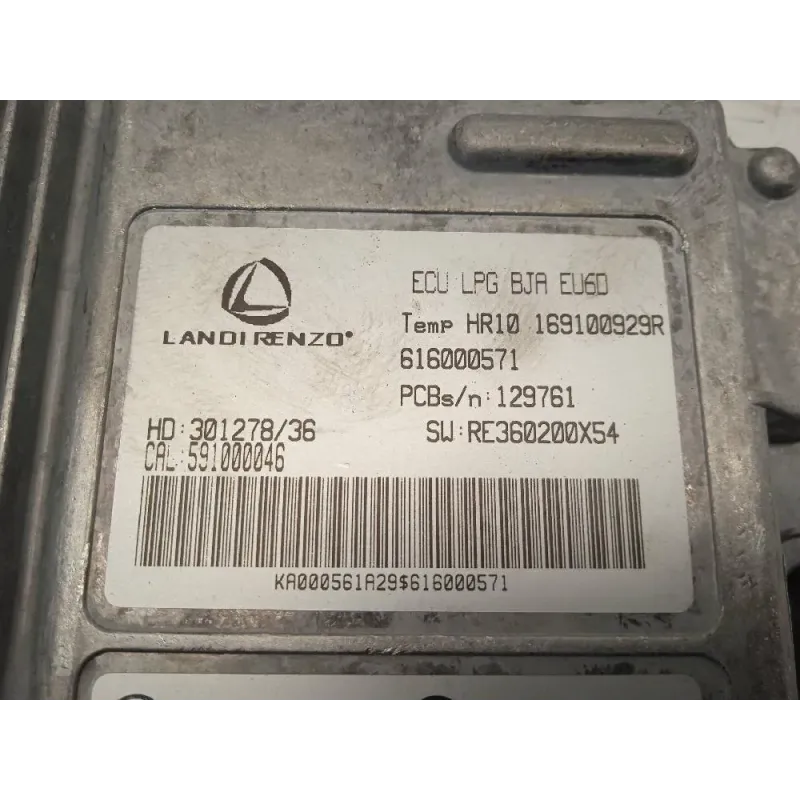 LANDIRENZO®
ECU LPG BJA EU6D
Temp HR10 169100929R
616000571
PCBs/n:129761
HD:301278/36 SW:RE360200X54
CAL:591000046
KA000561A29$616000571